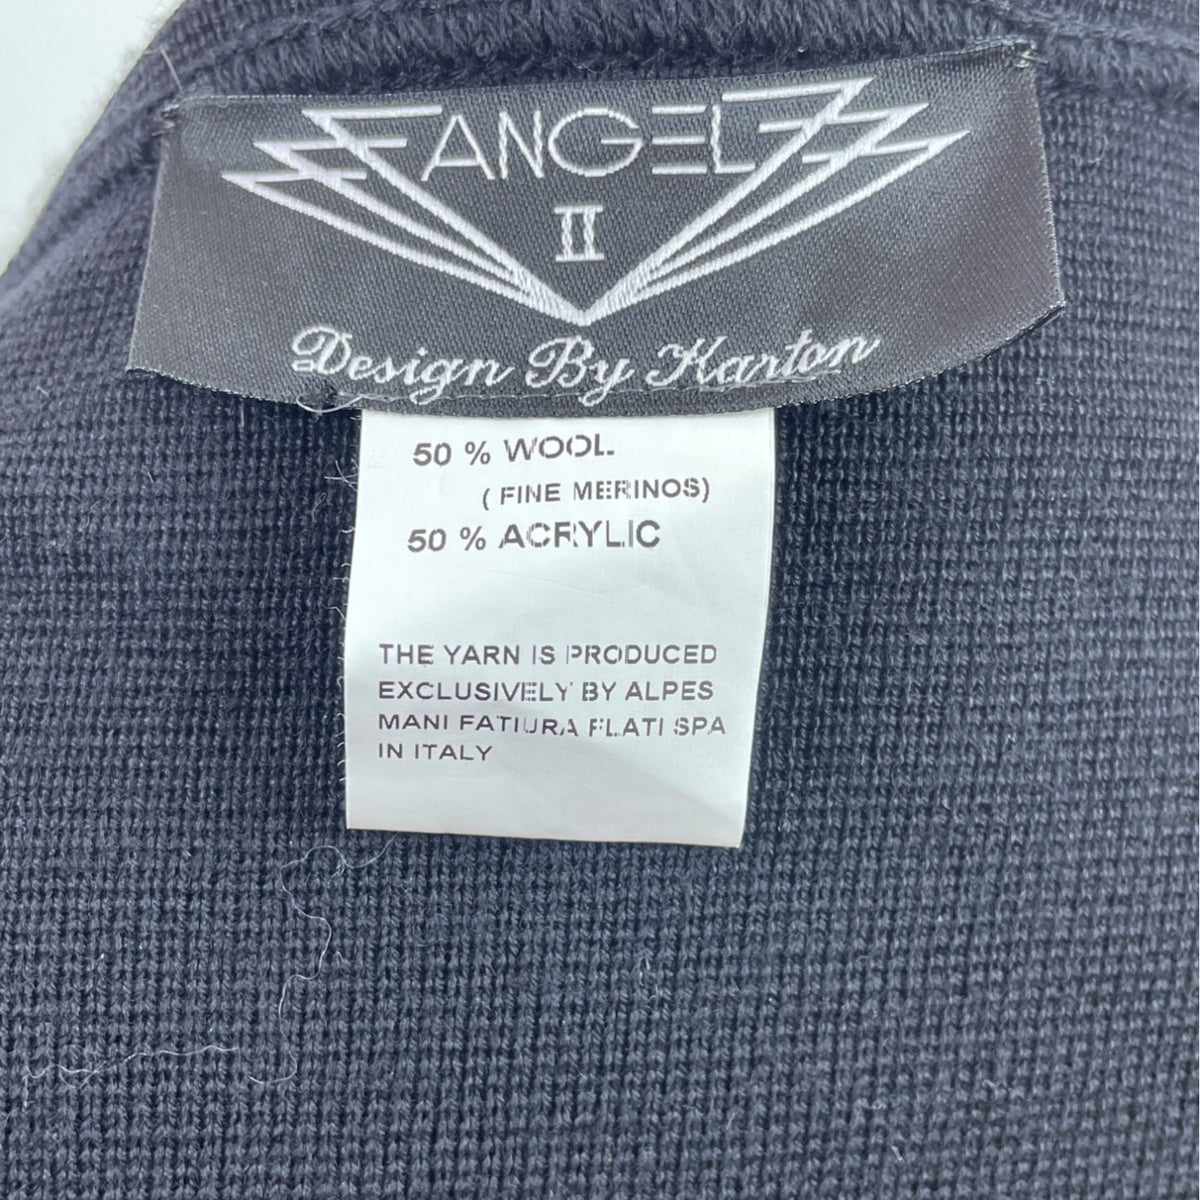 ANGEL
II
Design By Karton
50 % WOOL
( FINE MERINOS)
50 % ACRYLIC
THE YARN IS PRODUCED
EXCLUSIVELY BY ALPES
MANI FATIURA FLATI SPA
IN ITALY